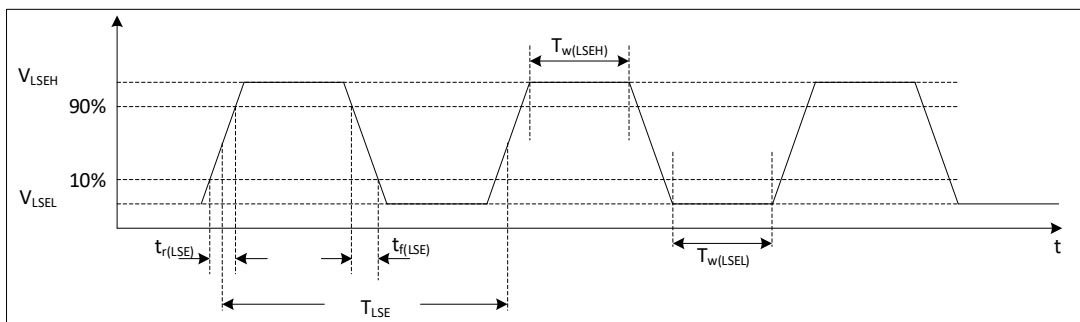 T_w(LSEH)
V_LSEH
90%
10%
V_LSEL
t_r(LSE)
t_f(LSE)
T_w(LSEL)
t
T_LSE